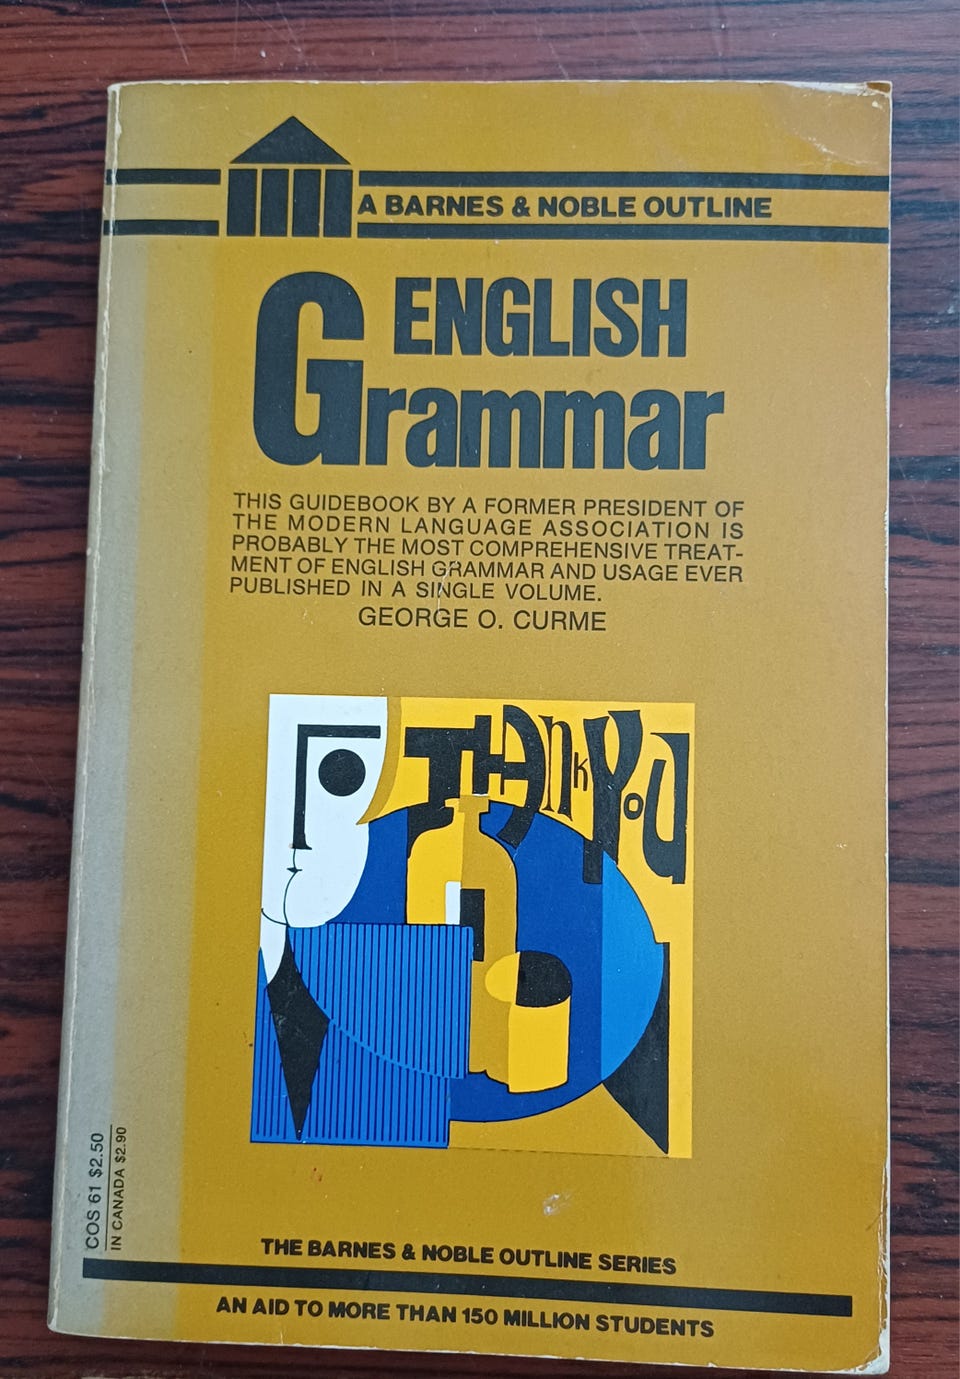 A BARNES & NOBLE OUTLINE
ENGLISH
Grammar
THIS GUIDEBOOK BY A FORMER PRESIDENT OF
THE MODERN LANGUAGE ASSOCIATION IS
PROBABLY THE MOST COMPREHENSIVE TREAT-
MENT OF ENGLISH GRAMMAR AND USAGE EVER
PUBLISHED IN A SINGLE VOLUME.
GEORGE O. CURME
THAnkYoU
COS 61 $2.50
IN CANADA $2.90
THE BARNES & NOBLE OUTLINE SERIES
AN AID TO MORE THAN 150 MILLION STUDENTS